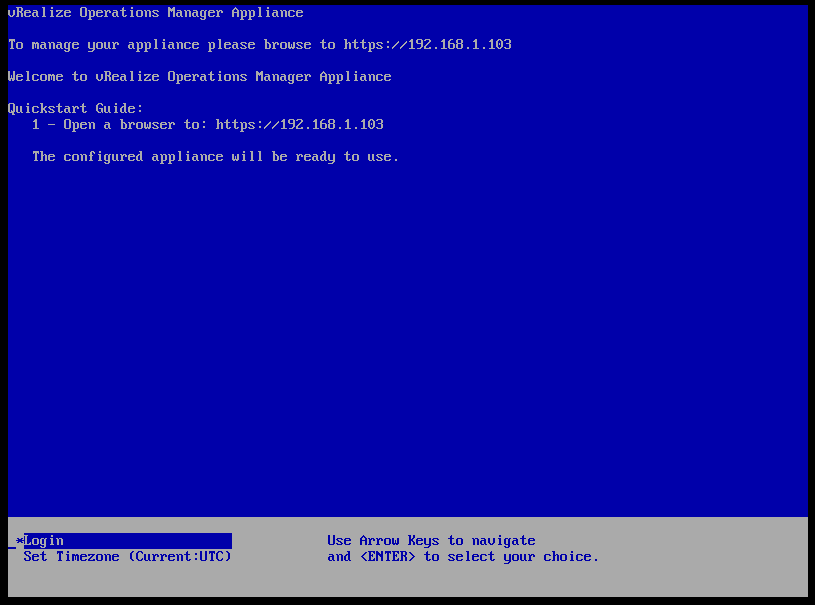 vRealize Operations Manager Appliance
To manage your appliance please browse to https://192.168.1.103
Welcome to vRealize Operations Manager Appliance
Quickstart Guide:
1 - Open a browser to: https://192.168.1.103
The configured appliance will be ready to use.
*Login
Set Timezone (Current:UTC)
Use Arrow Keys to navigate
and <ENTER> to select your choice.